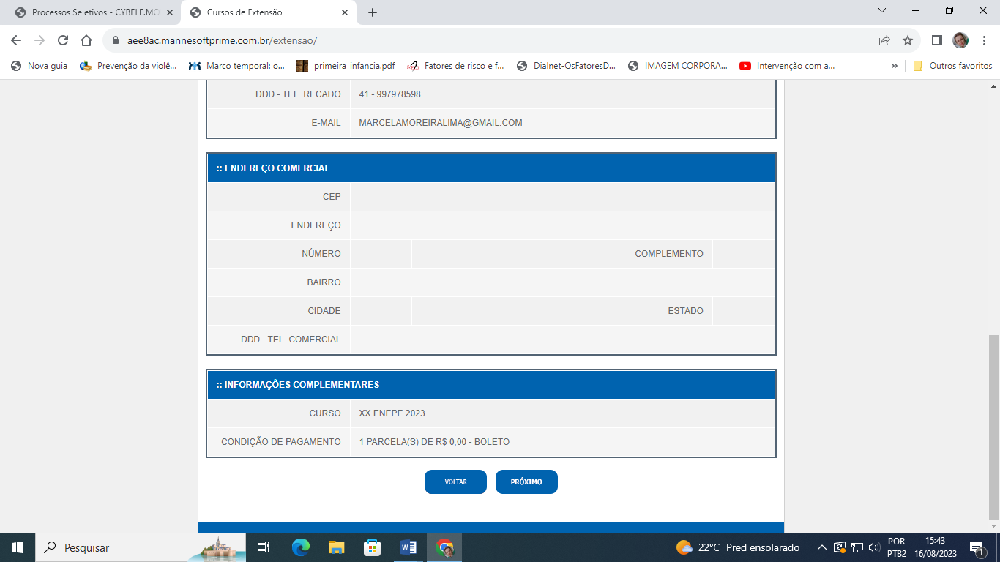 Processos Seletivos - CYBELE.MO
Cursos de Extensão
aee8ac.mannesoftprime.com.br/extensao/
Nova guia
Prevenção da violê...
Marco temporal: o...
primeira_infancia.pdf
Fatores de risco e f...
Dialnet-OsFatoresD...
IMAGEM CORPORA...
Intervenção com a...
»
Outros favoritos
DDD - TEL. RECADO 41 - 997978598
E-MAIL MARCELAMOREIRALIMA@GMAIL.COM
:: ENDEREÇO COMERCIAL
CEP
ENDEREÇO
NÚMERO COMPLEMENTO
BAIRRO
CIDADE ESTADO
DDD - TEL. COMERCIAL -
:: INFORMAÇÕES COMPLEMENTARES
CURSO XX ENEPE 2023
CONDIÇÃO DE PAGAMENTO 1 PARCELA(S) DE R$ 0,00 - BOLETO
VOLTAR PRÓXIMO
Pesquisar
22°C Pred ensolarado
POR
PTB2
15:43
16/08/2023
1